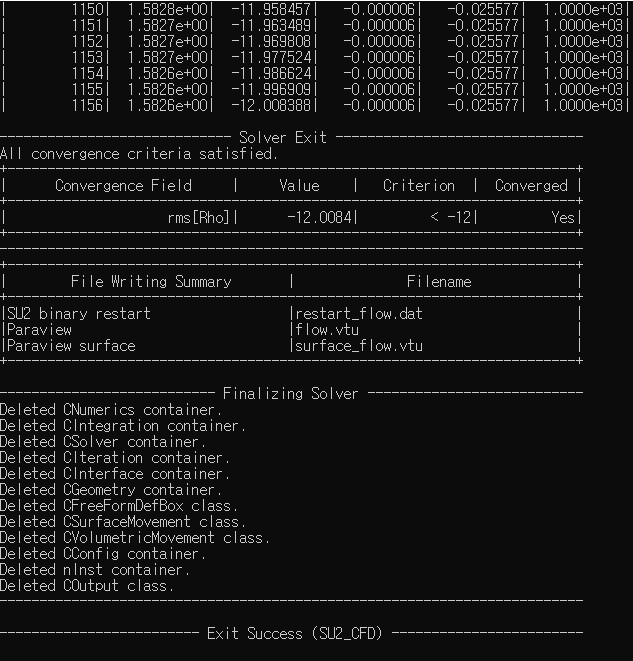 |        1150|  1.5828e+00|  -11.958457|   -0.000006|   -0.025577|  1.0000e+03|
|        1151|  1.5827e+00|  -11.963489|   -0.000006|   -0.025577|  1.0000e+03|
|        1152|  1.5827e+00|  -11.969808|   -0.000006|   -0.025577|  1.0000e+03|
|        1153|  1.5827e+00|  -11.977524|   -0.000006|   -0.025577|  1.0000e+03|
|        1154|  1.5826e+00|  -11.986624|   -0.000006|   -0.025577|  1.0000e+03|
|        1155|  1.5826e+00|  -11.996909|   -0.000006|   -0.025577|  1.0000e+03|
|        1156|  1.5826e+00|  -12.008388|   -0.000006|   -0.025577|  1.0000e+03|
----------------------------- Solver Exit -------------------------------
All convergence criteria satisfied.
+-----------------------------------------------------------------------+
|      Convergence Field     |     Value    |   Criterion  |  Converged |
+-----------------------------------------------------------------------+
|                    rms[Rho]|      -12.0084|         < -12|         Yes|
+-----------------------------------------------------------------------+
-------------------------------------------------------------------------
+-----------------------------------------------------------------------+
|        File Writing Summary       |              Filename             |
+-----------------------------------------------------------------------+
|SU2 binary restart                 |restart_flow.dat                   |
|Paraview                           |flow.vtu                           |
|Paraview surface                   |surface_flow.vtu                   |
+-----------------------------------------------------------------------+
--------------------------- Finalizing Solver ---------------------------
Deleted CNumerics container.
Deleted CIntegration container.
Deleted CSolver container.
Deleted CIteration container.
Deleted CInterface container.
Deleted CGeometry container.
Deleted CFreeFormDefBox class.
Deleted CSurfaceMovement class.
Deleted CVolumetricMovement class.
Deleted CConfig container.
Deleted nInst container.
Deleted COutput class.
-------------------------------------------------------------------------
------------------------- Exit Success (SU2_CFD) ------------------------